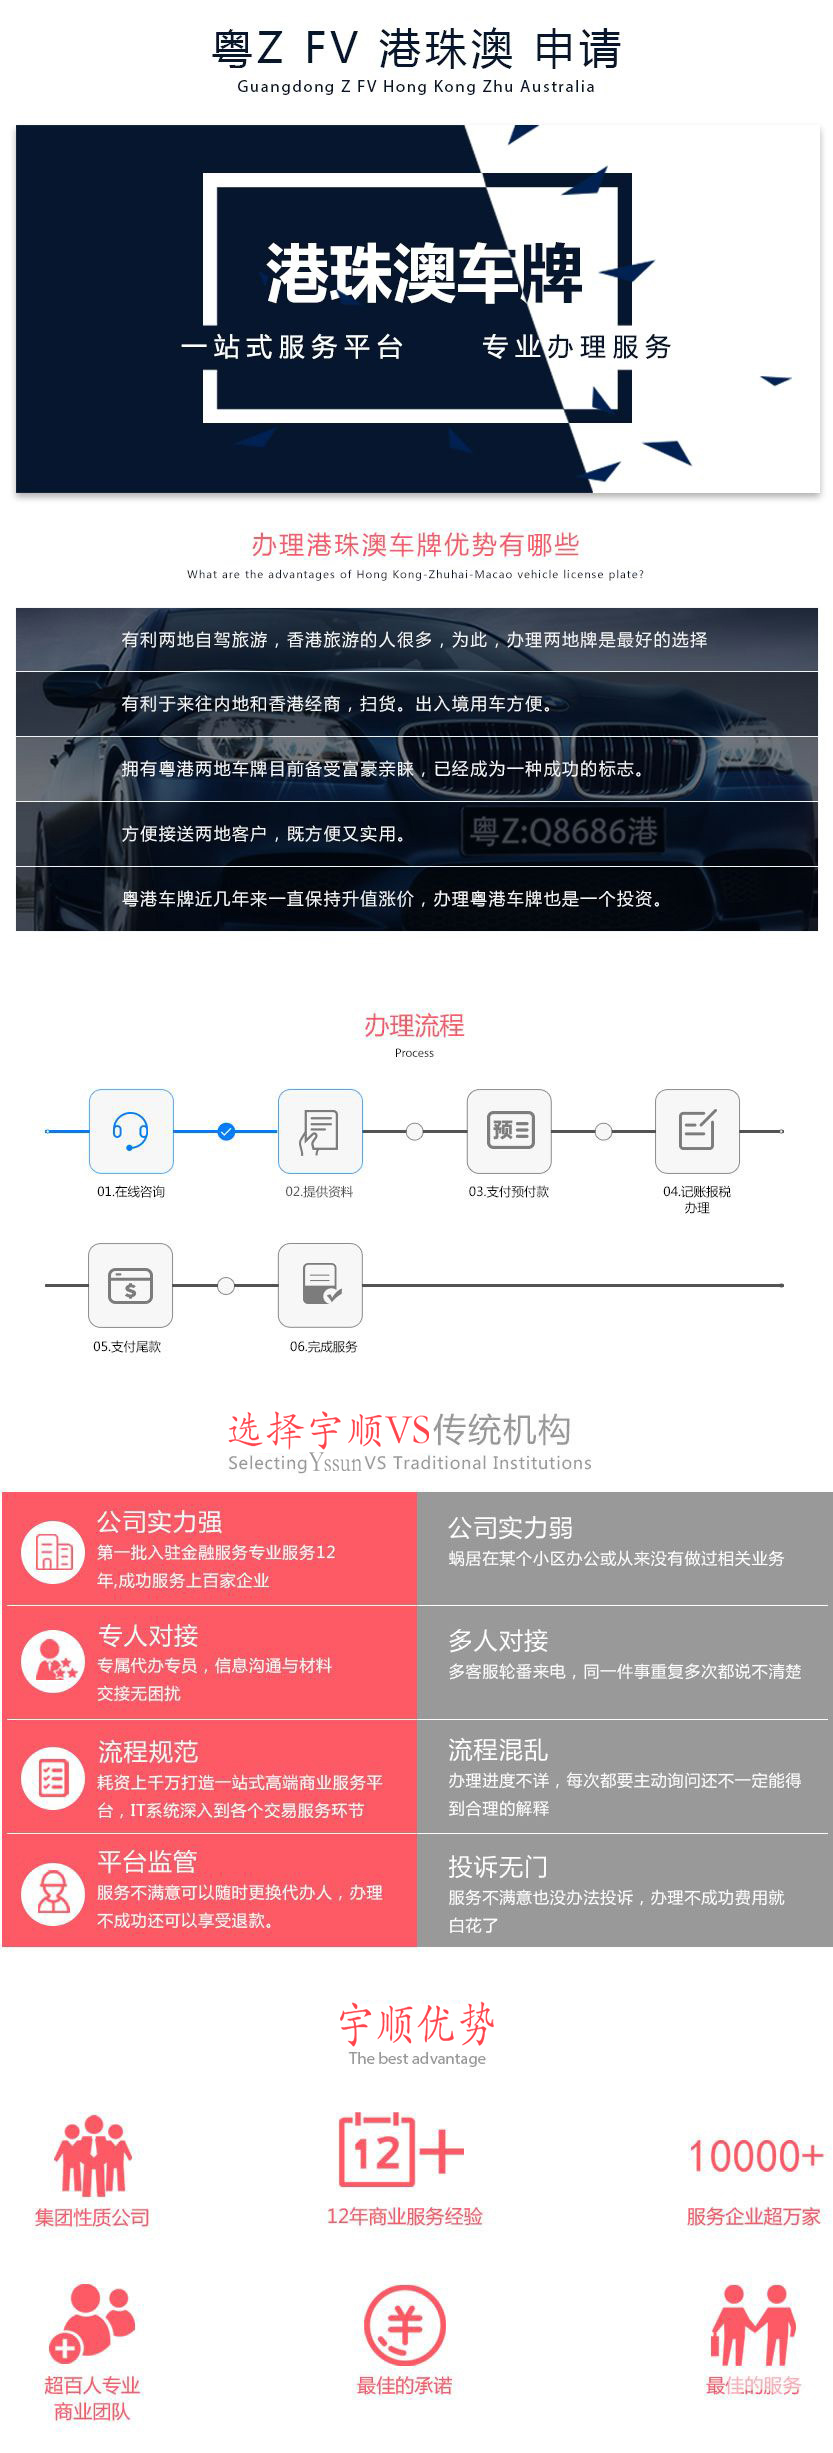 粤Z FV 港珠澳 申请
Guangdong Z FV Hong Kong Zhu Australia
港珠澳车牌
一站式服务平台 专业办理服务
办理港珠澳车牌优势有哪些
What are the advantages of Hong Kong-Zhuhai-Macao vehicle license plate?
有利两地自驾旅游，香港旅游的人很多，为此，办理两地牌是最好的选择
有利于来往内地和香港经商，扫货。出入境用车方便。
拥有粤港两地车牌目前备受富豪亲睐，已经成为一种成功的标志。
方便接送两地客户，既方便又实用。
粤Z:Q8686港
粤港车牌近几年来一直保持升值涨价，办理粤港车牌也是一个投资。
办理流程
Process
预
01.在线咨询
02.提供资料
03.支付预付款
04.记账报税
办理
$
05.支付尾款
06.完成服务
选择宇顺VS传统机构
Selecting Yssun VS Traditional Institutions
公司实力强
第一批入驻金融服务专业服务12
年,成功服务上百家企业
公司实力弱
蜗居在某个小区办公或从来没有做过相关业务
专人对接
专属代办专员，信息沟通与材料
交接无困扰
多人对接
多客服轮番来电，同一件事重复多次都说不清楚
流程规范
耗资上千万打造一站式高端商业服务平
台，IT系统深入到各个交易服务环节
流程混乱
办理进度不详，每次都要主动询问还不一定能得
到合理的解释
平台监管
服务不满意可以随时更换代办人，办理
不成功还可以享受退款。
投诉无门
服务不满意也没办法投诉，办理不成功费用就
白花了
宇顺优势
The best advantage
12+
10000+
集团性质公司
12年商业服务经验
服务企业超万家
超百人专业
商业团队
最佳的承诺
最佳的服务